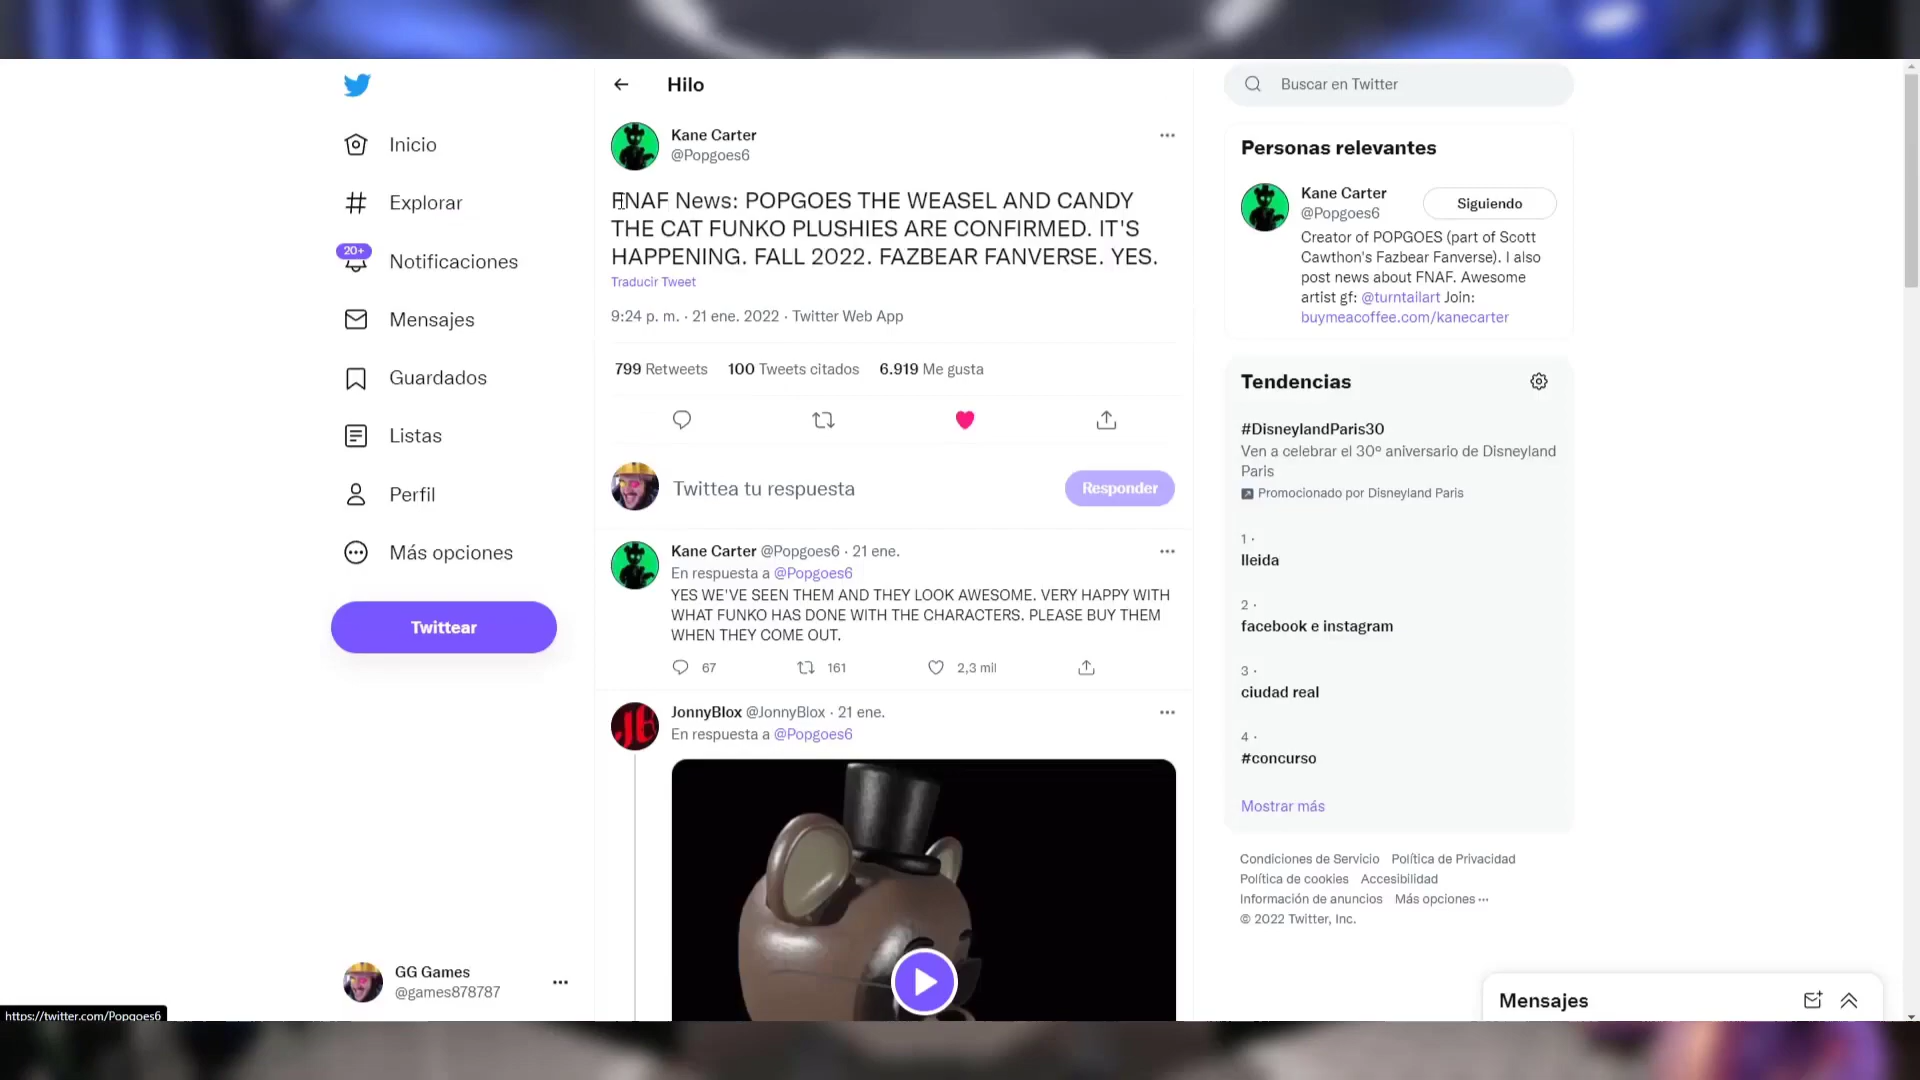 Inicio
Explorar
20+
Notificaciones
Mensajes
Guardados
Listas
Perfil
Más opciones
Twittear
GG Games
@games878787
https://twitter.com/Popgoes6
Hilo
Kane Carter
@Popgoes6
FNAF News: POPGOES THE WEASEL AND CANDY
THE CAT FUNKO PLUSHIES ARE CONFIRMED. IT'S
HAPPENING. FALL 2022. FAZBEAR FANVERSE. YES.
Traducir Tweet
9:24 p. m. · 21 ene. 2022 · Twitter Web App
799 Retweets 100 Tweets citados 6.919 Me gusta
Twittea tu respuesta
Responder
Kane Carter @Popgoes6 · 21 ene.
En respuesta a @Popgoes6
YES WE'VE SEEN THEM AND THEY LOOK AWESOME. VERY HAPPY WITH
WHAT FUNKO HAS DONE WITH THE CHARACTERS. PLEASE BUY THEM
WHEN THEY COME OUT.
67 161 2,3 mil
JonnyBlox @JonnyBlox · 21 ene.
En respuesta a @Popgoes6
Buscar en Twitter
Personas relevantes
Kane Carter
@Popgoes6
Siguiendo
Creator of POPGOES (part of Scott
Cawthon's Fazbear Fanverse). I also
post news about FNAF. Awesome
artist gf: @turntailart Join:
buymeacoffee.com/kanecarter
Tendencias
#DisneylandParis30
Ven a celebrar el 30º aniversario de Disneyland
Paris
Promocionado por Disneyland Paris
1 ·
lleida
2 ·
facebook e instagram
3 ·
ciudad real
4 ·
#concurso
Mostrar más
Condiciones de Servicio Política de Privacidad
Política de cookies Accesibilidad
Información de anuncios Más opciones ···
© 2022 Twitter, Inc.
Mensajes